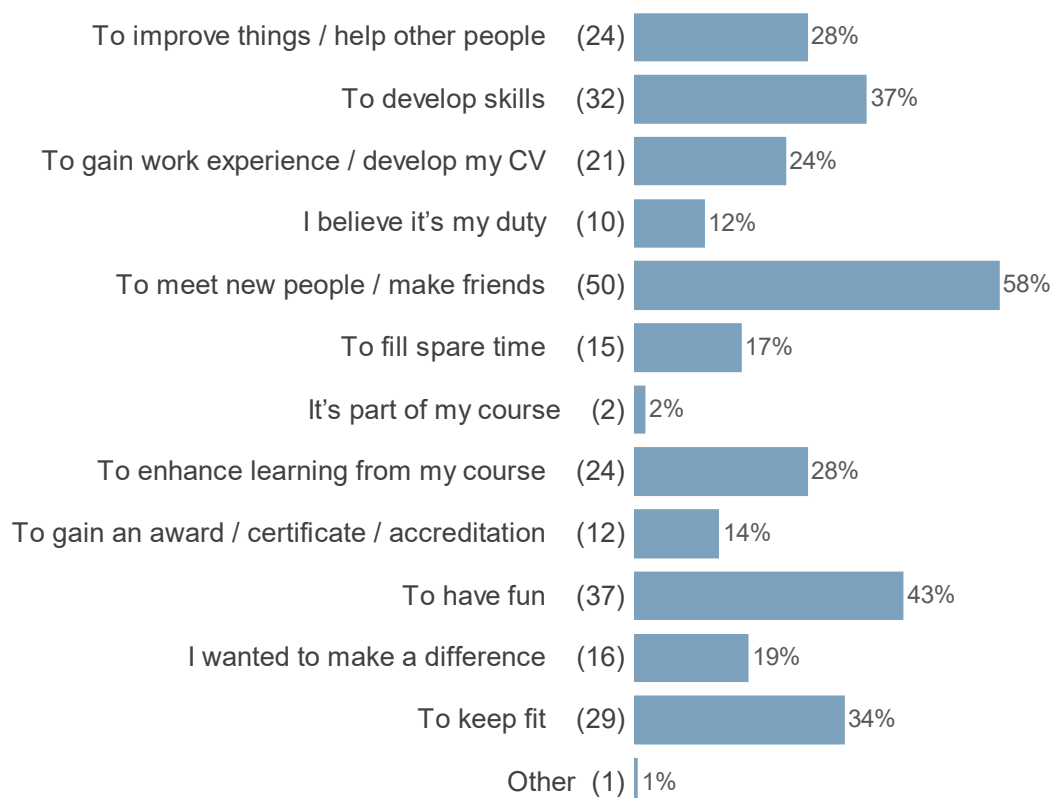 To improve things / help other people (24) 28%
To develop skills (32) 37%
To gain work experience / develop my CV (21) 24%
I believe it’s my duty (10) 12%
To meet new people / make friends (50) 58%
To fill spare time (15) 17%
It’s part of my course (2) 2%
To enhance learning from my course (24) 28%
To gain an award / certificate / accreditation (12) 14%
To have fun (37) 43%
I wanted to make a difference (16) 19%
To keep fit (29) 34%
Other (1) 1%